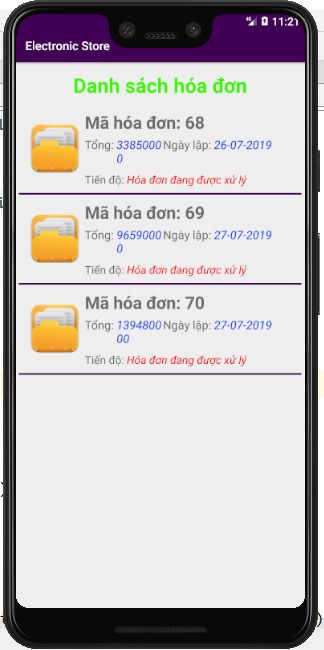 11:21
Electronic Store
Danh sách hóa đơn
Mã hóa đơn: 68
Tổng: 3385000 Ngày lập: 26-07-2019
0
Tiến độ: Hóa đơn đang được xử lý
Mã hóa đơn: 69
Tổng: 9659000 Ngày lập: 27-07-2019
0
Tiến độ: Hóa đơn đang được xử lý
Mã hóa đơn: 70
Tổng: 1394800 Ngày lập: 27-07-2019
00
Tiến độ: Hóa đơn đang được xử lý